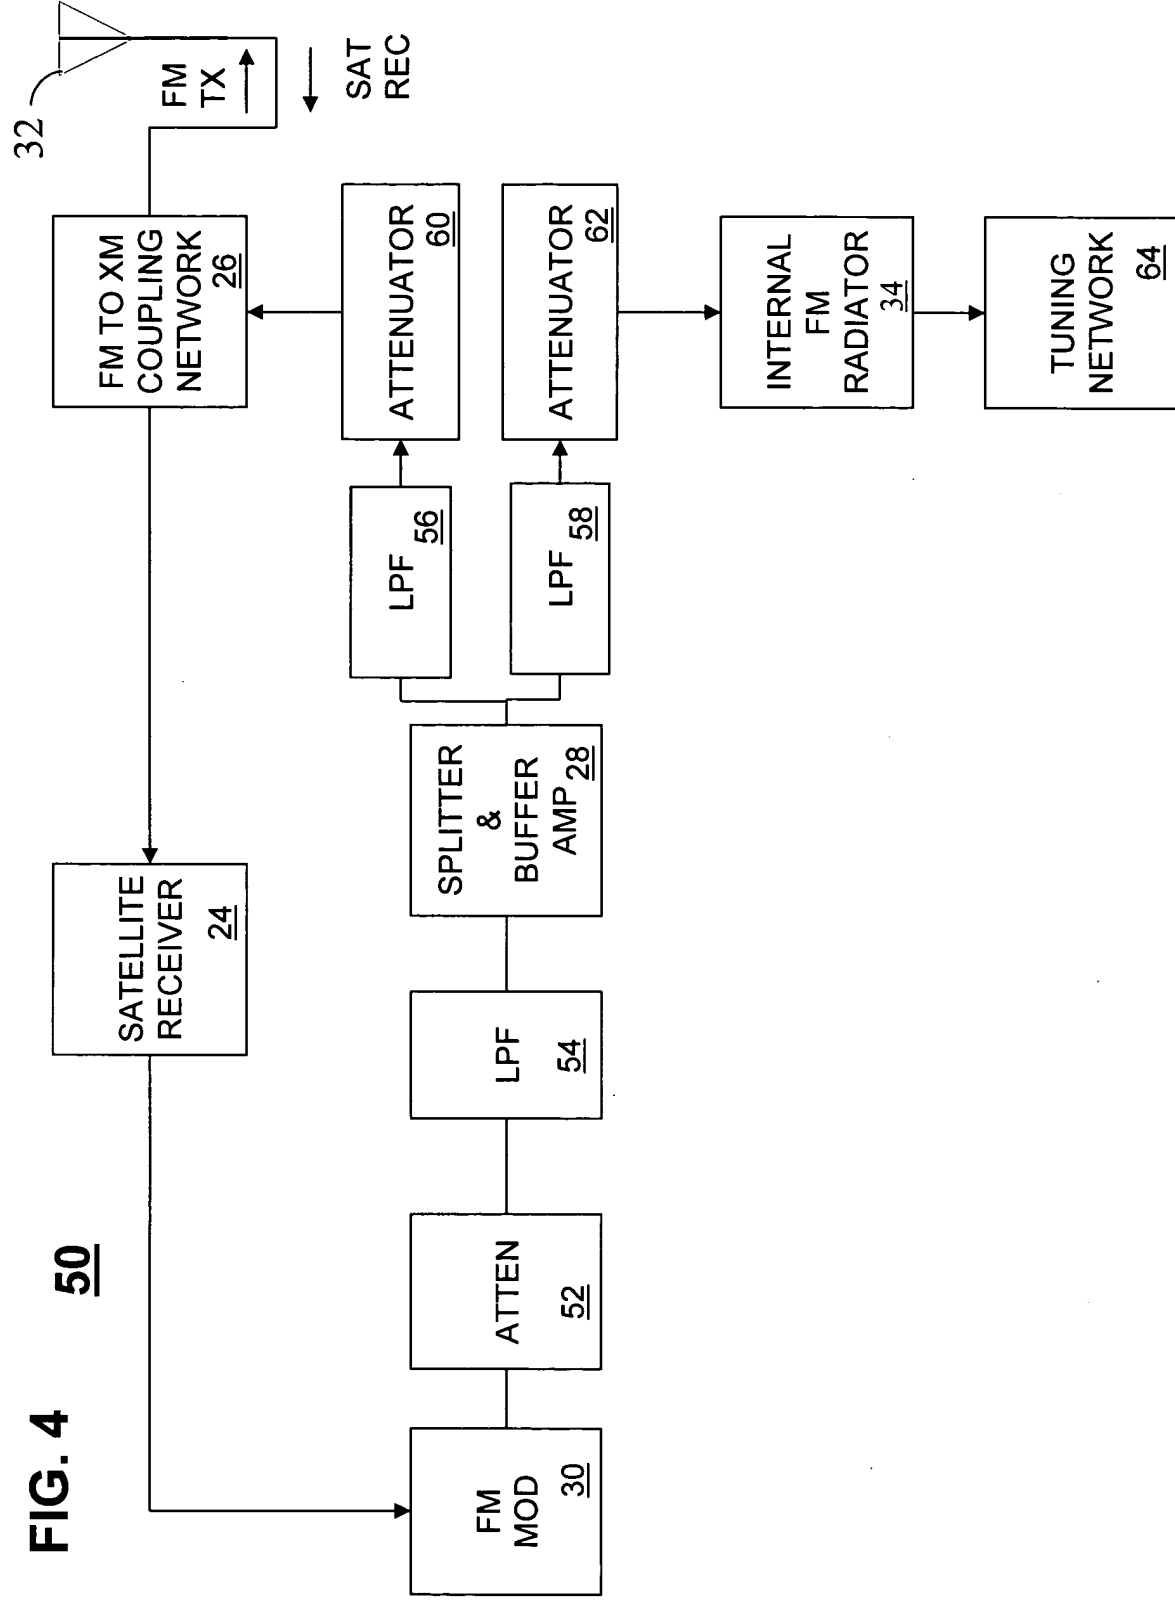 FIG. 4
50
32
FM
TX
SAT
REC
SATELLITE
RECEIVER
24
FM TO XM
COUPLING
NETWORK
26
FM
MOD
30
ATTEN
52
LPF
54
SPLITTER
&
BUFFER
AMP
28
LPF
56
LPF
58
ATTENUATOR
60
ATTENUATOR
62
INTERNAL
FM
RADIATOR
34
TUNING
NETWORK
64